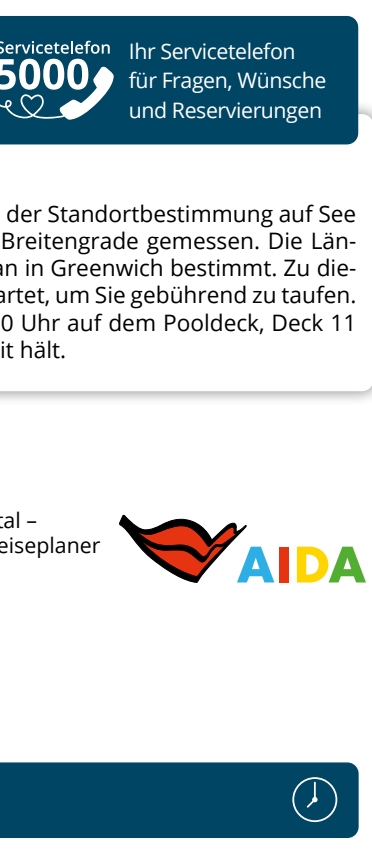 Servicetelefon
5000
Ihr Servicetelefon
für Fragen, Wünsche
und Reservierungen
der Standortbestimmung auf See
Breitengrade gemessen. Die Län-
an in Greenwich bestimmt. Zu die-
artet, um Sie gebührend zu taufen.
0 Uhr auf dem Pooldeck, Deck 11
it hält.
tal –
eiseplaner
AIDA